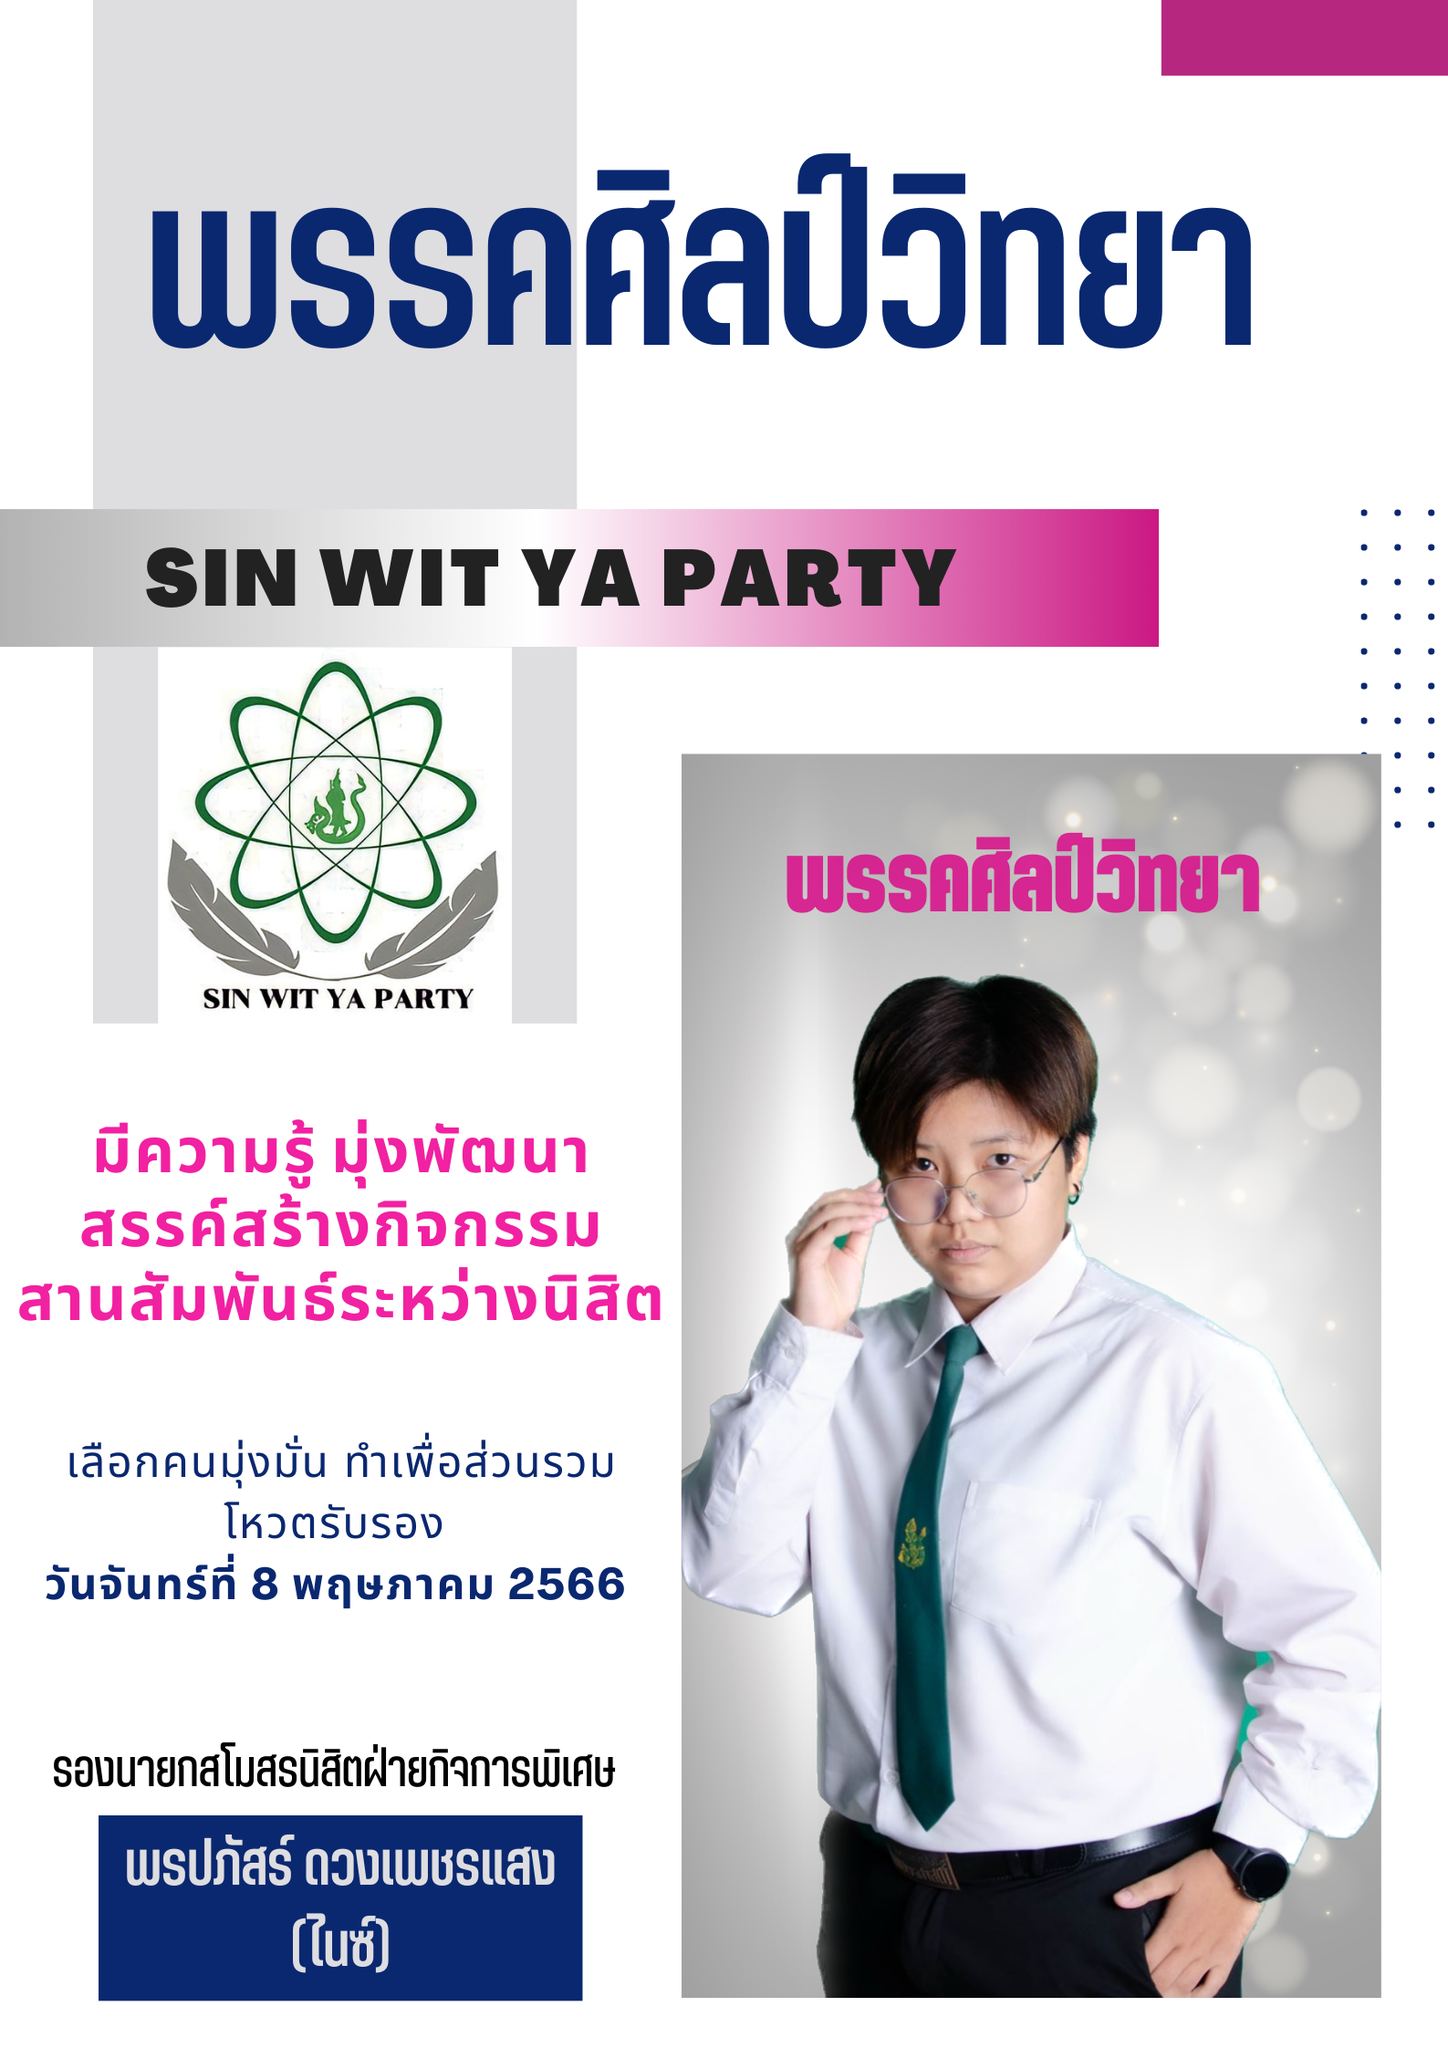 พรรคศิลป์วิทยา
SIN WIT YA PARTY
SIN WIT YA PARTY
พรรคศิลป์วิทยา
มีความรู้ มุ่งพัฒนา
สรรค์สร้างกิจกรรม
สานสัมพันธ์ระหว่างนิสิต
เลือกคนมุ่งมั่น ทำเพื่อส่วนรวม
โหวตรับรอง
วันจันทร์ที่ 8 พฤษภาคม 2566
รองนายกสโมสรนิสิตฝ่ายกิจการพิเศษ
พรปภัสร์ ดวงเพชรแสง
(ไนซ์)